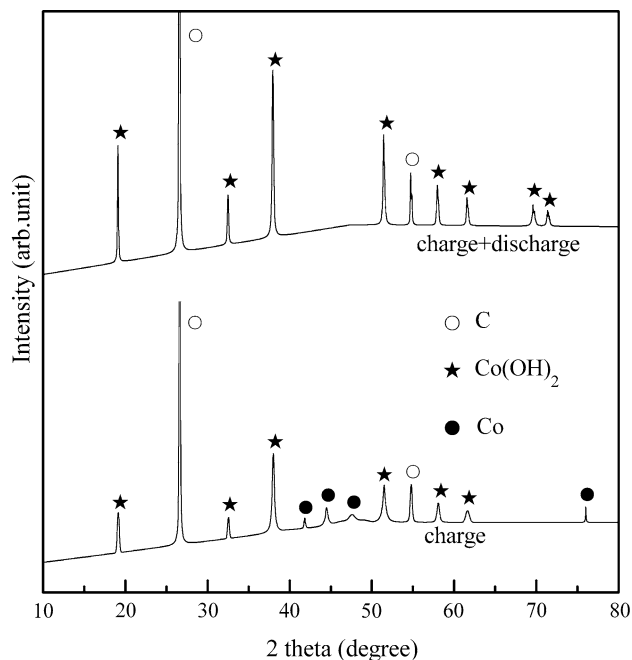 Intensity (arb.unit)
C
charge+discharge
C
Co(OH)2
Co
charge
10 20 30 40 50 60 70 80
2 theta (degree)